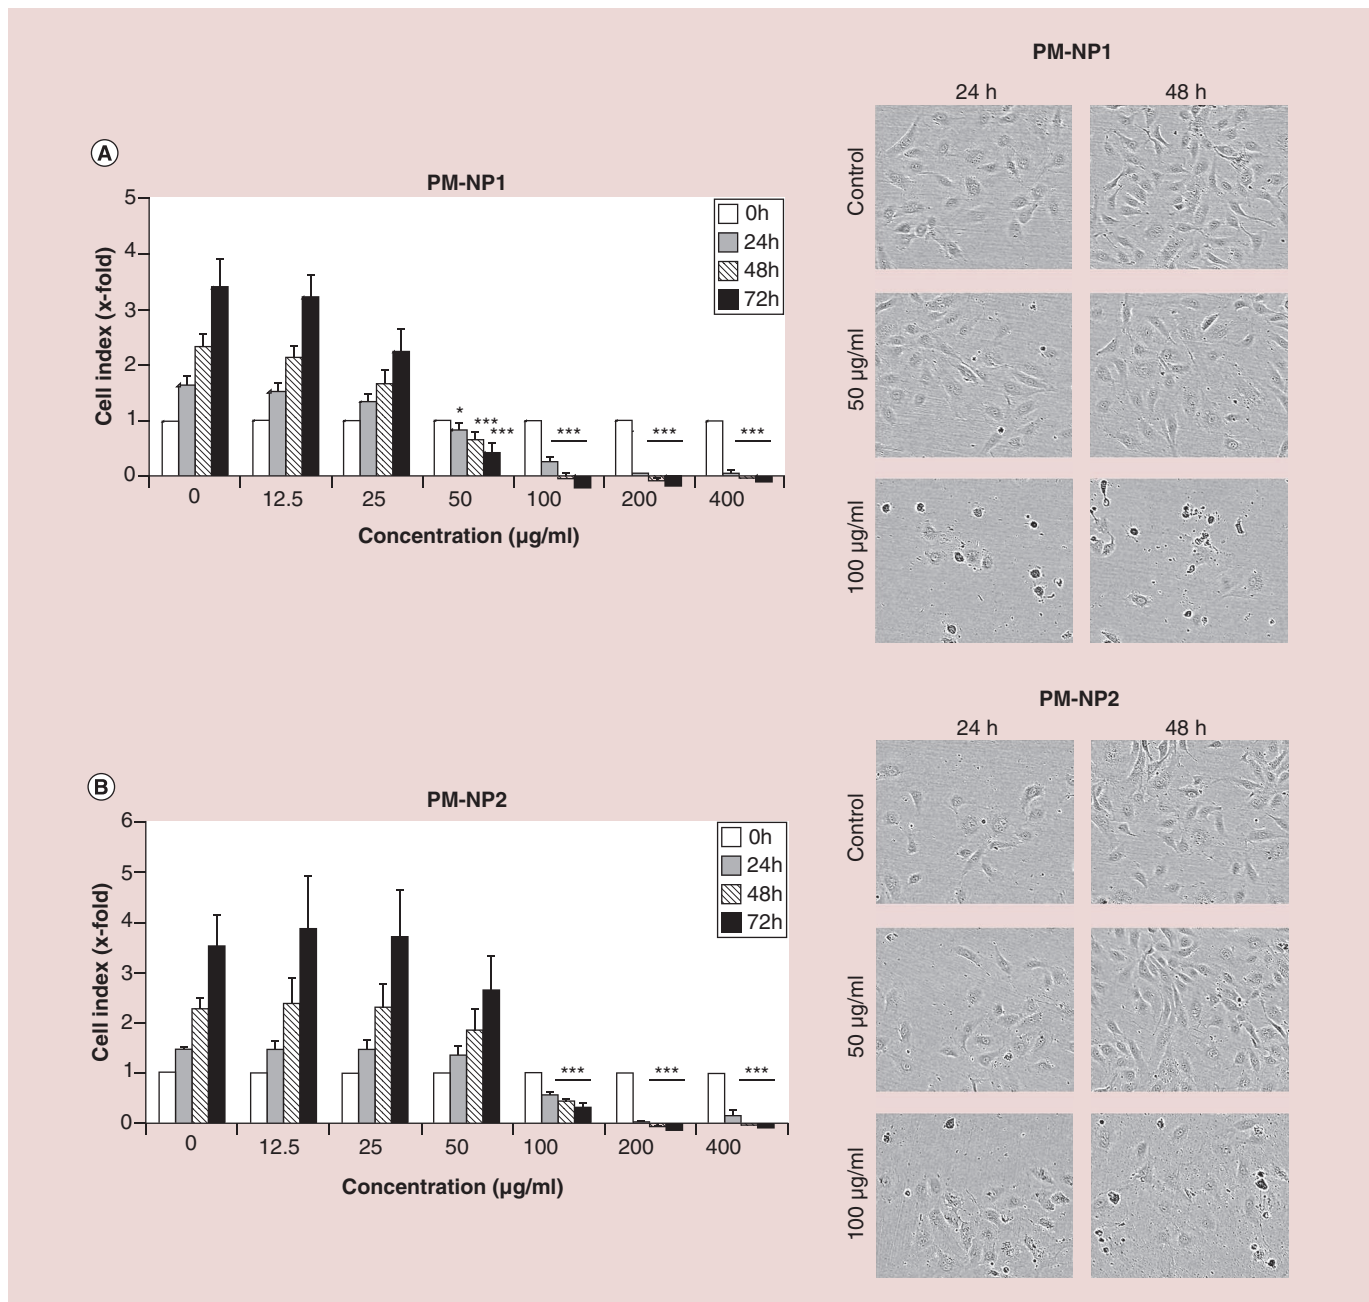 A
PM-NP1
5
4
3
2
1
0
Cell index (x-fold)
0h
24h
48h
72h
*
***
***
***
***
***
0
12.5
25
50
100
200
400
Concentration (µg/ml)
PM-NP1
24 h
48 h
Control
50 µg/ml
100 µg/ml
B
PM-NP2
6
5
4
3
2
1
0
Cell index (x-fold)
0h
24h
48h
72h
***
***
***
0
12.5
25
50
100
200
400
Concentration (µg/ml)
PM-NP2
24 h
48 h
Control
50 µg/ml
100 µg/ml